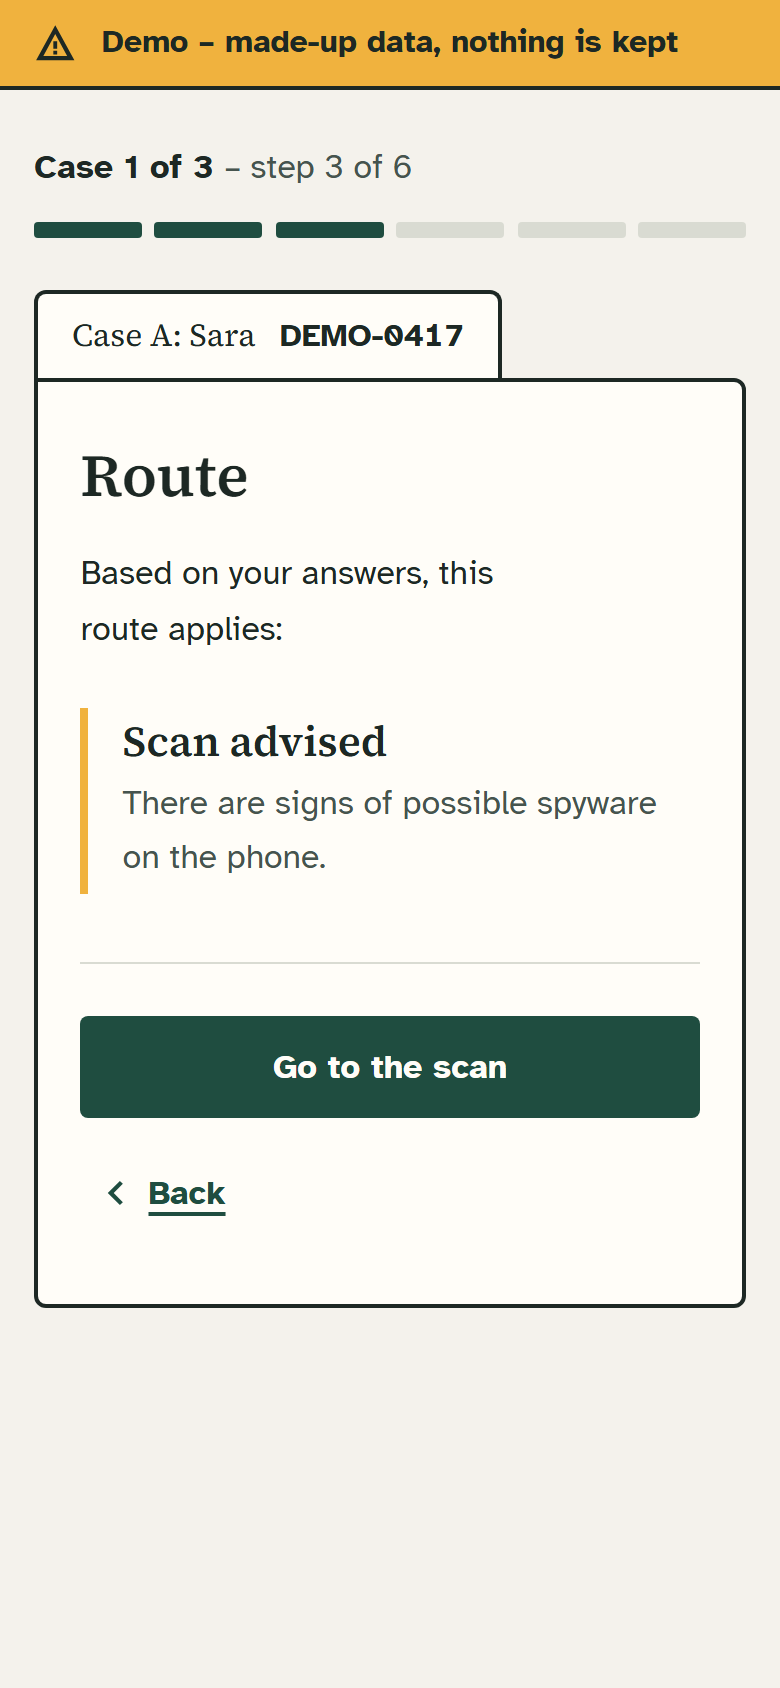 Demo – made-up data, nothing is kept
Case 1 of 3 – step 3 of 6
Case A: Sara DEMO-0417
Route
Based on your answers, this
route applies:
Scan advised
There are signs of possible spyware
on the phone.
Go to the scan
Back